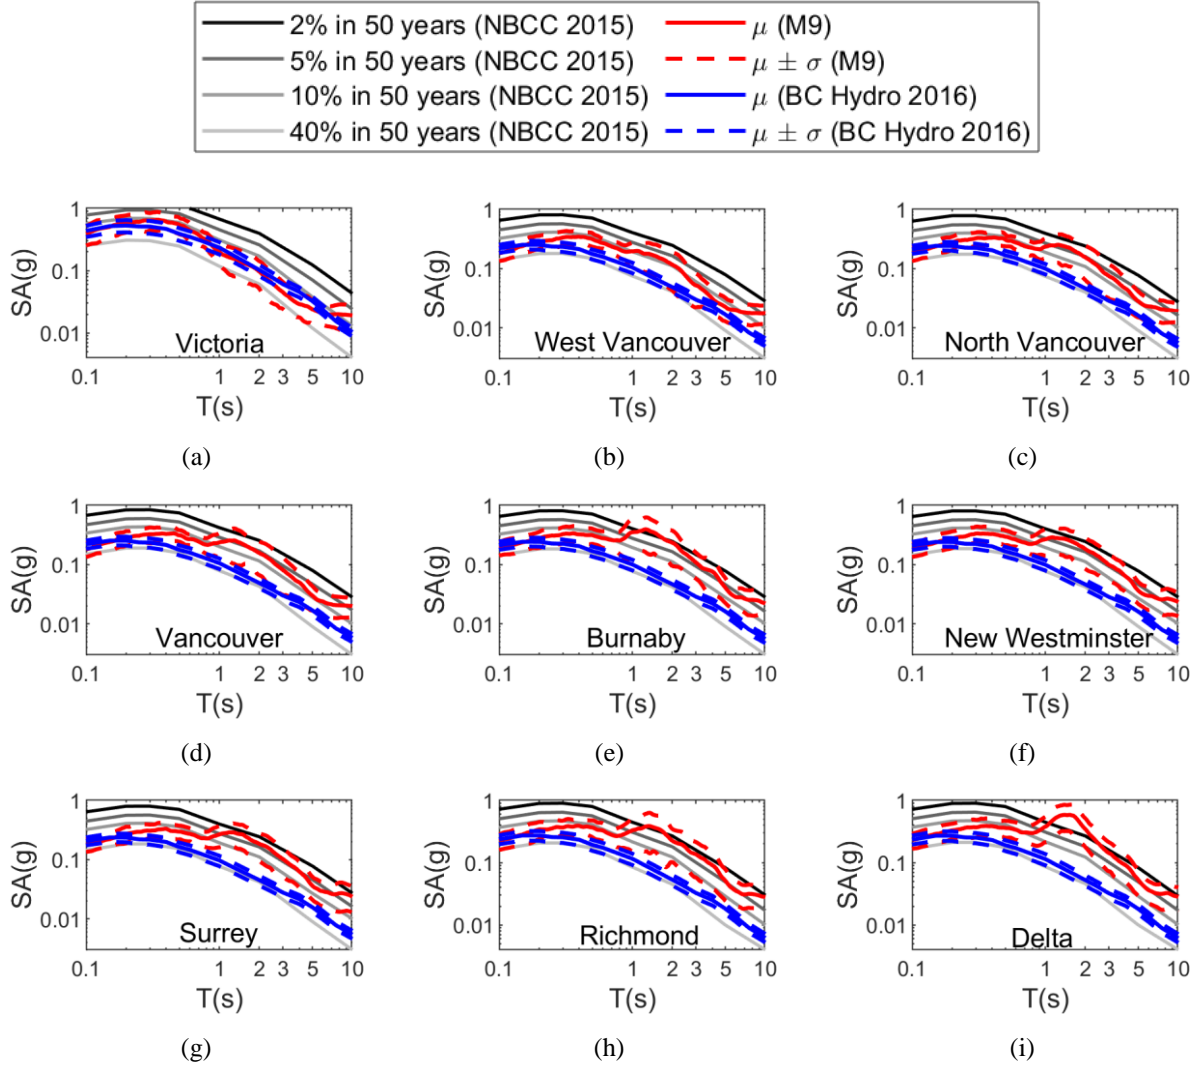 2% in 50 years (NBCC 2015)
5% in 50 years (NBCC 2015)
10% in 50 years (NBCC 2015)
40% in 50 years (NBCC 2015)
μ (M9)
μ ± σ (M9)
μ (BC Hydro 2016)
μ ± σ (BC Hydro 2016)
SA(g)
1
0.1
0.01
Victoria
0.1 1 2 3 5 10
T(s)
(a)
SA(g)
1
0.1
0.01
West Vancouver
0.1 1 2 3 5 10
T(s)
(b)
SA(g)
1
0.1
0.01
North Vancouver
0.1 1 2 3 5 10
T(s)
(c)
SA(g)
1
0.1
0.01
Vancouver
0.1 1 2 3 5 10
T(s)
(d)
SA(g)
1
0.1
0.01
Burnaby
0.1 1 2 3 5 10
T(s)
(e)
SA(g)
1
0.1
0.01
New Westminster
0.1 1 2 3 5 10
T(s)
(f)
SA(g)
1
0.1
0.01
Surrey
0.1 1 2 3 5 10
T(s)
(g)
SA(g)
1
0.1
0.01
Richmond
0.1 1 2 3 5 10
T(s)
(h)
SA(g)
1
0.1
0.01
Delta
0.1 1 2 3 5 10
T(s)
(i)